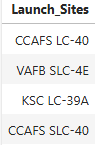 Launch_Sites
CCAFS LC-40
VAFB SLC-4E
KSC LC-39A
CCAFS SLC-40